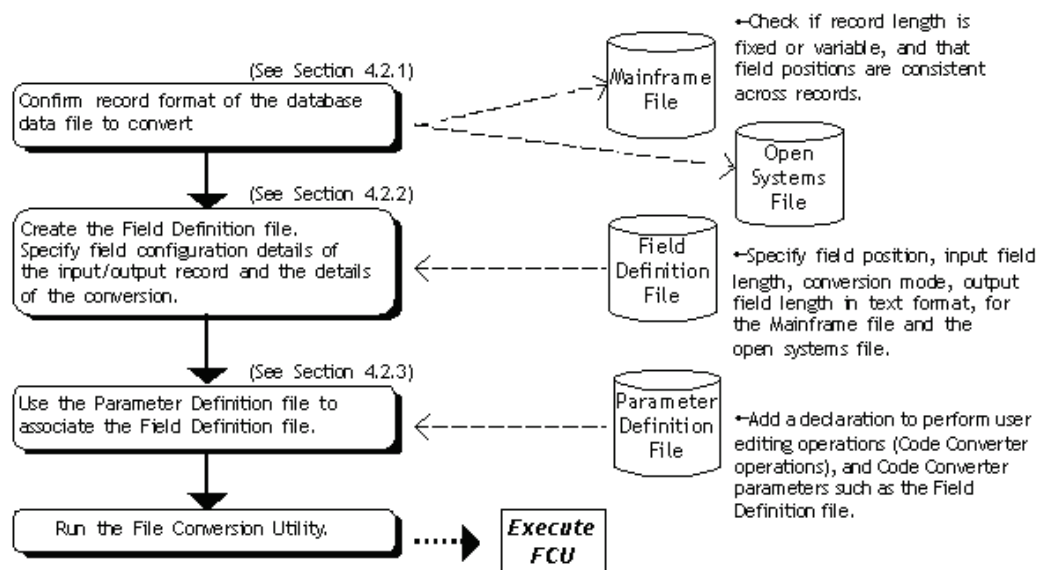 (See Section 4.2.1)
Confirm record format of the database
data file to convert
Mainframe
File
←Check if record length is
fixed or variable, and that
field positions are consistent
across records.
Open
Systems
File
(See Section 4.2.2)
Create the Field Definition file.
Specify field configuration details of
the input/output record and the details
of the conversion.
Field
Definition
File
←Specify field position, input field
length, conversion mode, output
field length in text format, for
the Mainframe file and the
open systems file.
(See Section 4.2.3)
Use the Parameter Definition file to
associate the Field Definition file.
Parameter
Definition
File
←Add a declaration to perform user
editing operations (Code Converter
operations), and Code Converter
parameters such as the Field
Definition file.
Run the File Conversion Utility.
Execute
FCU